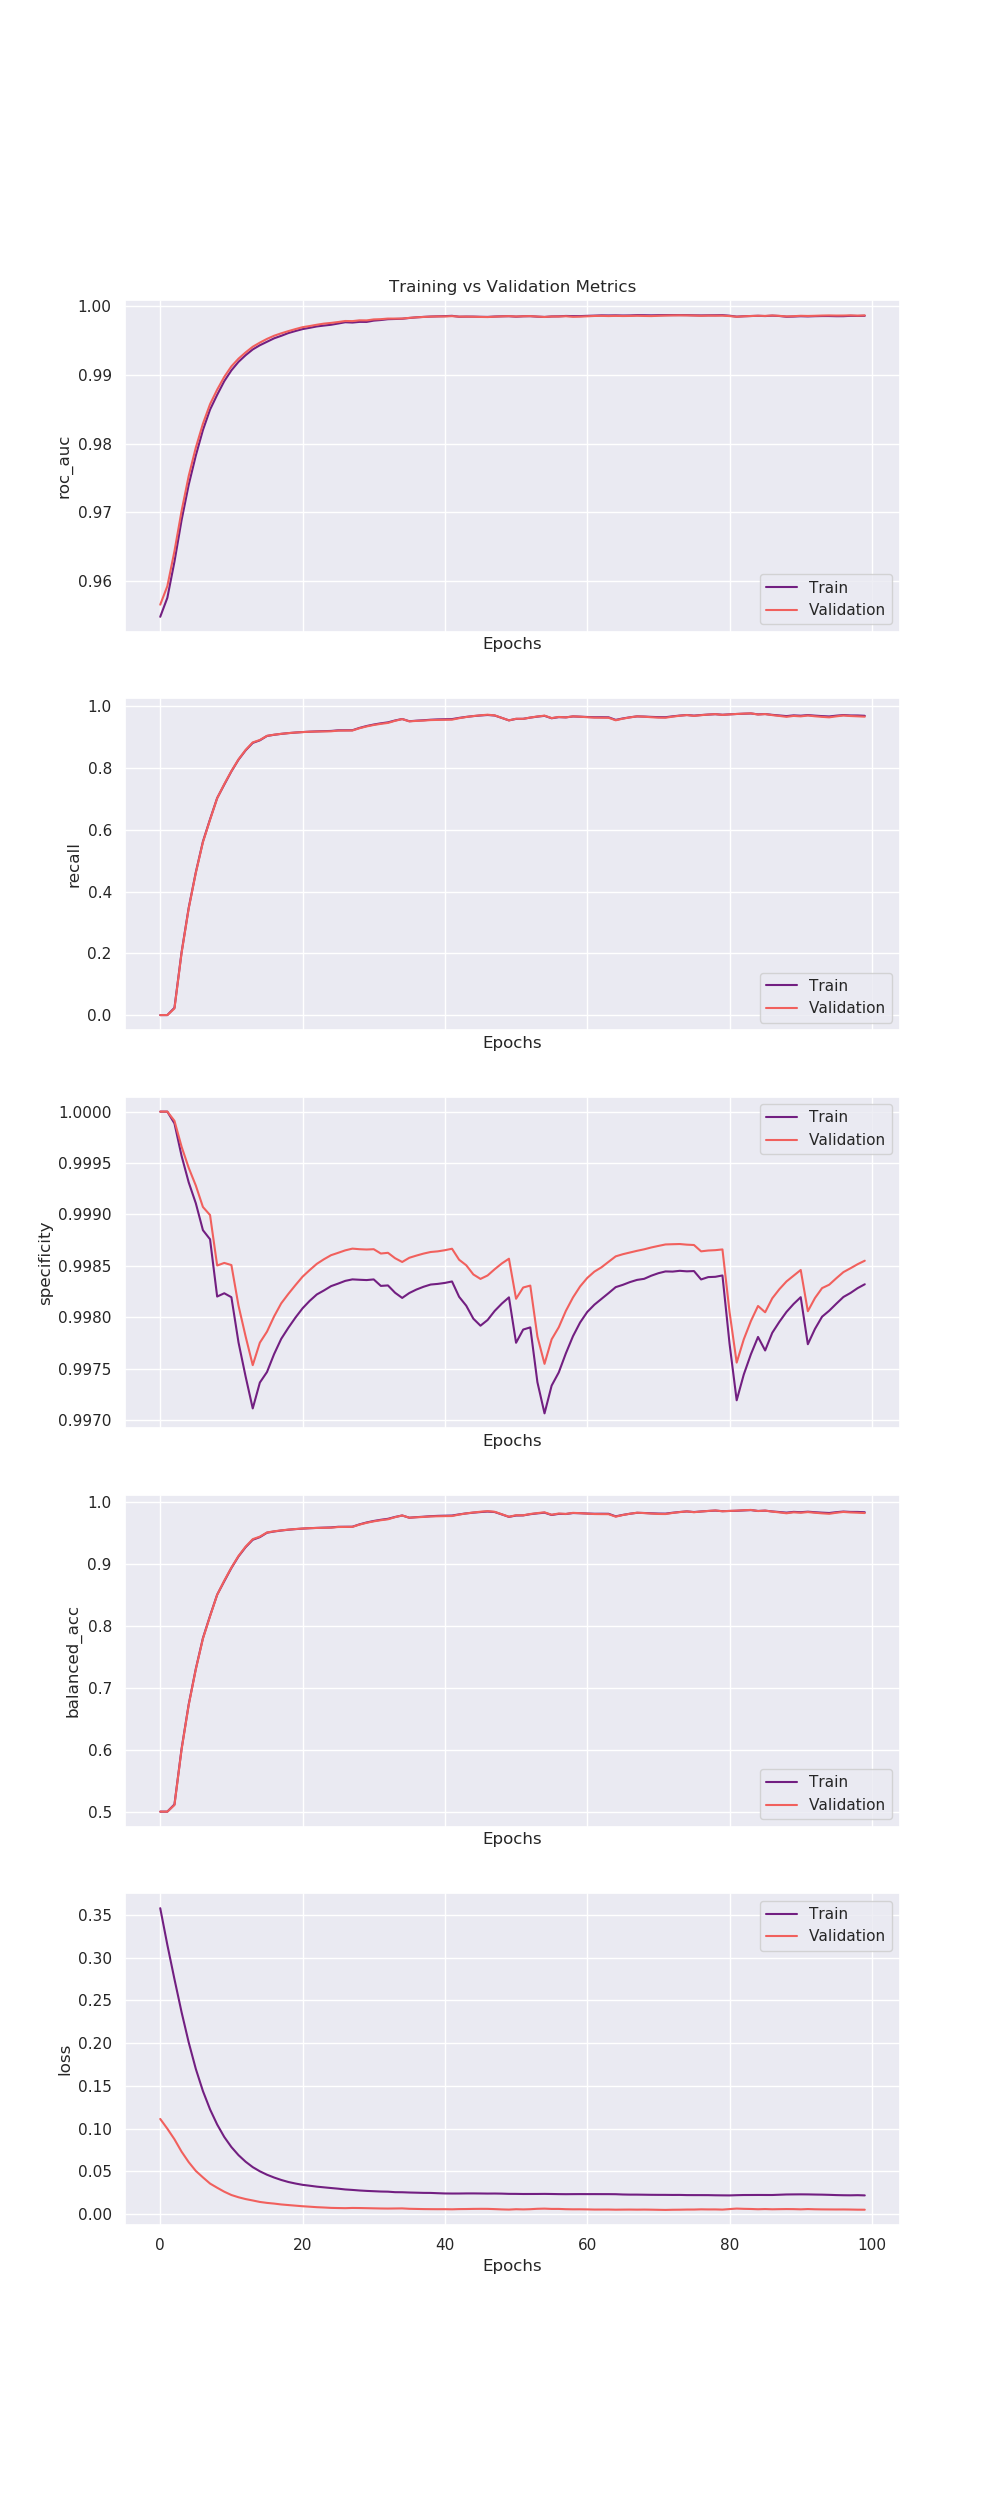 Training vs Validation Metrics
1.00
0.99
0.98
0.97
0.96
roc_auc
Train
Validation
Epochs
1.0
0.8
0.6
0.4
0.2
0.0
recall
Train
Validation
Epochs
1.0000
0.9995
0.9990
0.9985
0.9980
0.9975
0.9970
specificity
Train
Validation
Epochs
1.0
0.9
0.8
0.7
0.6
0.5
balanced_acc
Train
Validation
Epochs
0.35
0.30
0.25
0.20
0.15
0.10
0.05
0.00
loss
Train
Validation
0 20 40 60 80 100
Epochs